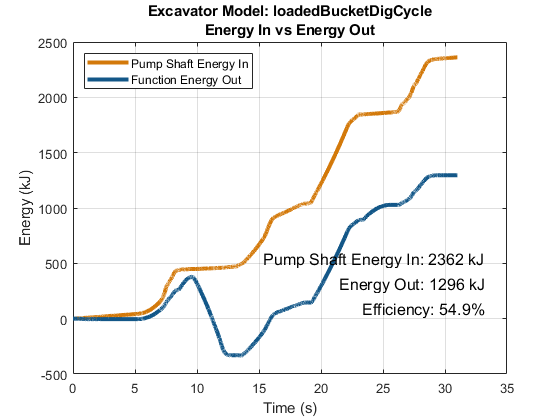 Excavator Model: loadedBucketDigCycle
Energy In vs Energy Out
Pump Shaft Energy In
Function Energy Out
Energy (kJ)
2500
2000
1500
1000
500
0
-500
Pump Shaft Energy In: 2362 kJ
Energy Out: 1296 kJ
Efficiency: 54.9%
0 5 10 15 20 25 30 35
Time (s)